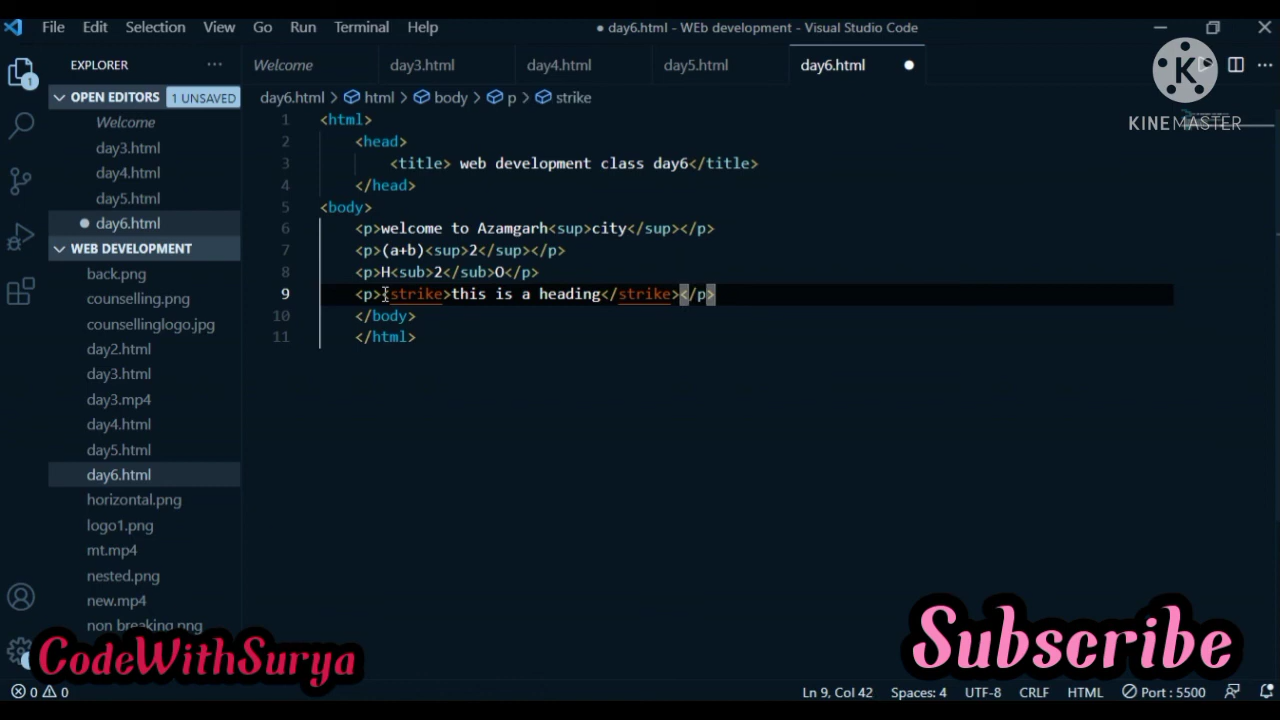 File Edit Selection View Go Run Terminal Help ● day6.html - WEb development - Visual Studio Code
EXPLORER ···
Welcome day3.html day4.html day5.html day6.html ●
K
KINEMASTER
OPEN EDITORS 1 UNSAVED
Welcome
day3.html
day4.html
day5.html
● day6.html
WEB DEVELOPMENT
back.png
counselling.png
counsellinglogo.jpg
day2.html
day3.html
day3.mp4
day4.html
day5.html
day6.html
horizontal.png
logo1.png
mt.mp4
nested.png
new.mp4
non breaking.png
1
day6.html > html > body > p > strike
1 <html>
2 <head>
3 <title> web development class day6</title>
4 </head>
5 <body>
6 <p>welcome to Azamgarh<sup>city</sup></p>
7 <p>(a+b)<sup>2</sup></p>
8 <p>H<sub>2</sub>O</p>
9 <p><strike>this is a heading</strike></p>
10 </body>
11 </html>
CodeWithSurya
Subscribe
0 0 Ln 9, Col 42 Spaces: 4 UTF-8 CRLF HTML Port : 5500